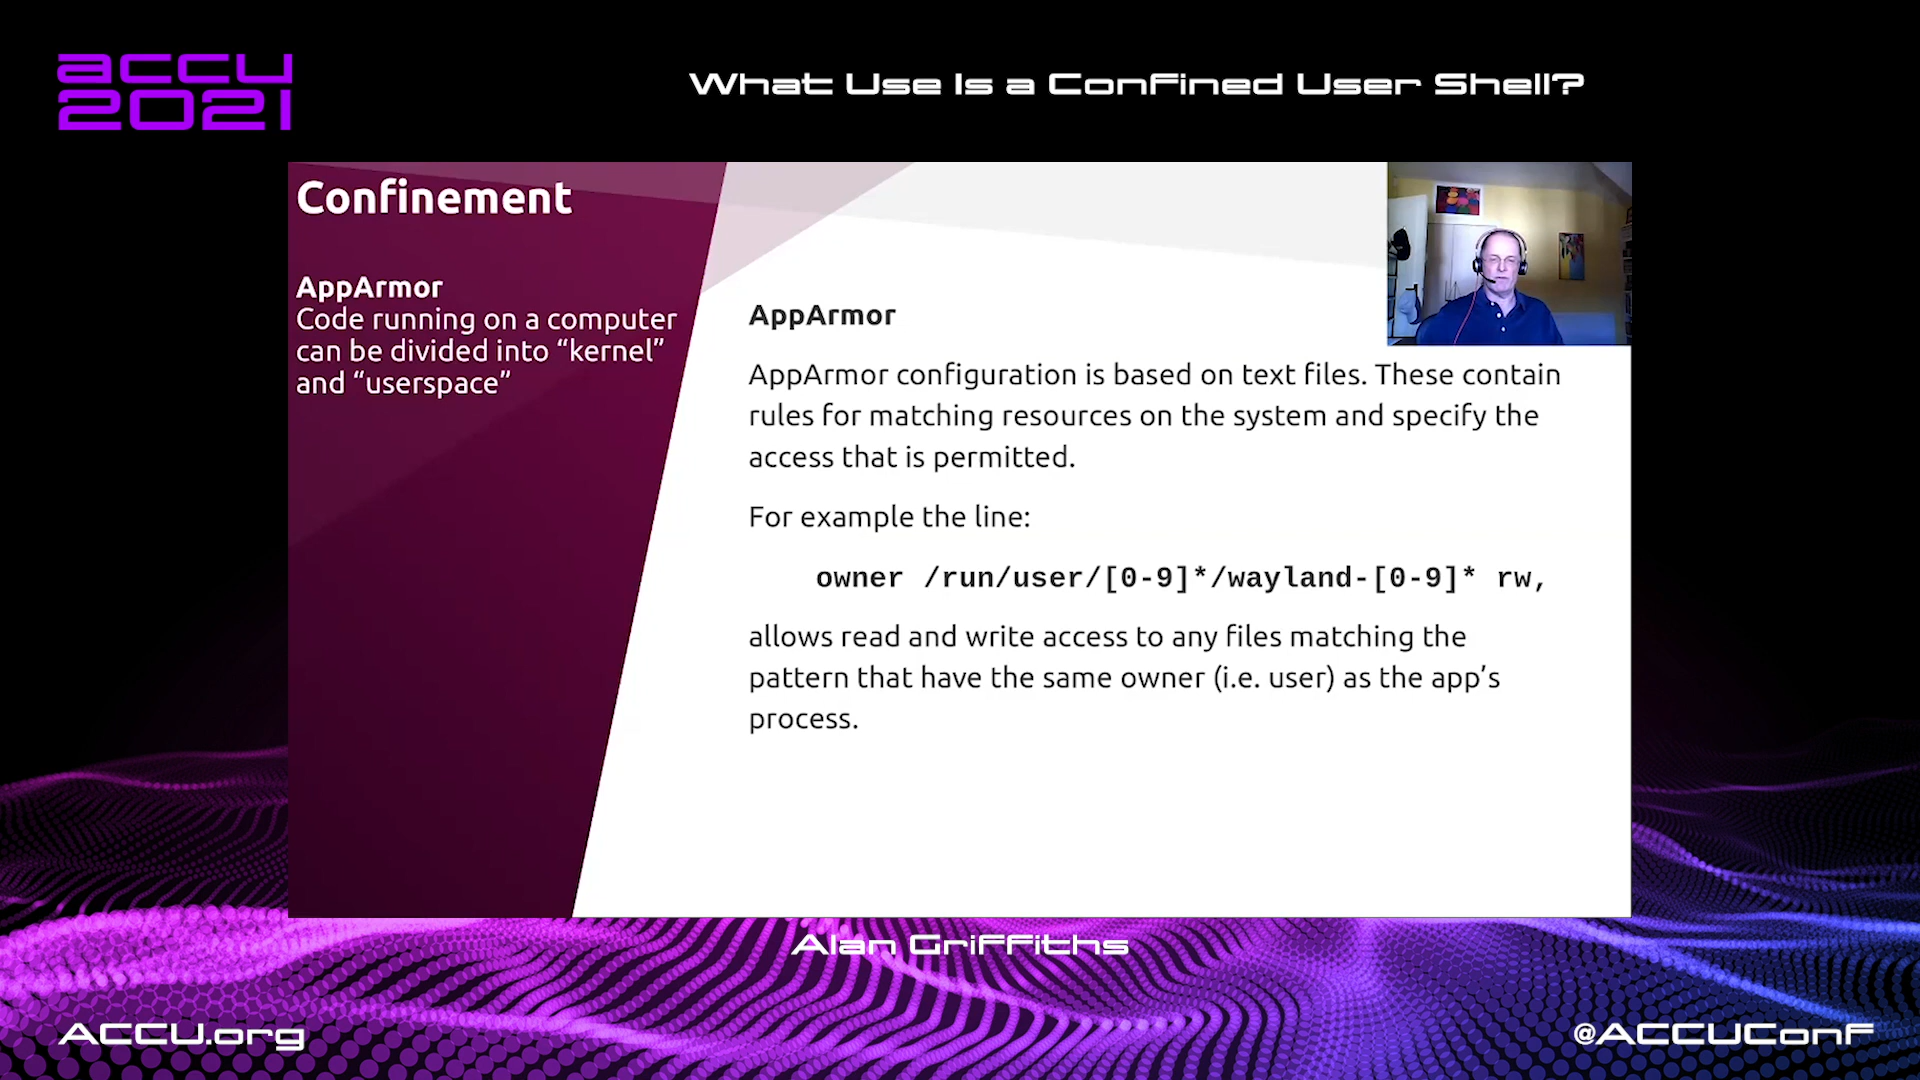 accu
2021
What Use Is a Confined User Shell?
Confinement
AppArmor
Code running on a computer
can be divided into “kernel”
and “userspace”
AppArmor
AppArmor configuration is based on text files. These contain
rules for matching resources on the system and specify the
access that is permitted.
For example the line:
owner /run/user/[0-9]*/wayland-[0-9]* rw,
allows read and write access to any files matching the
pattern that have the same owner (i.e. user) as the app’s
process.
Alan Griffiths
ACCU.org
@ACCUConf